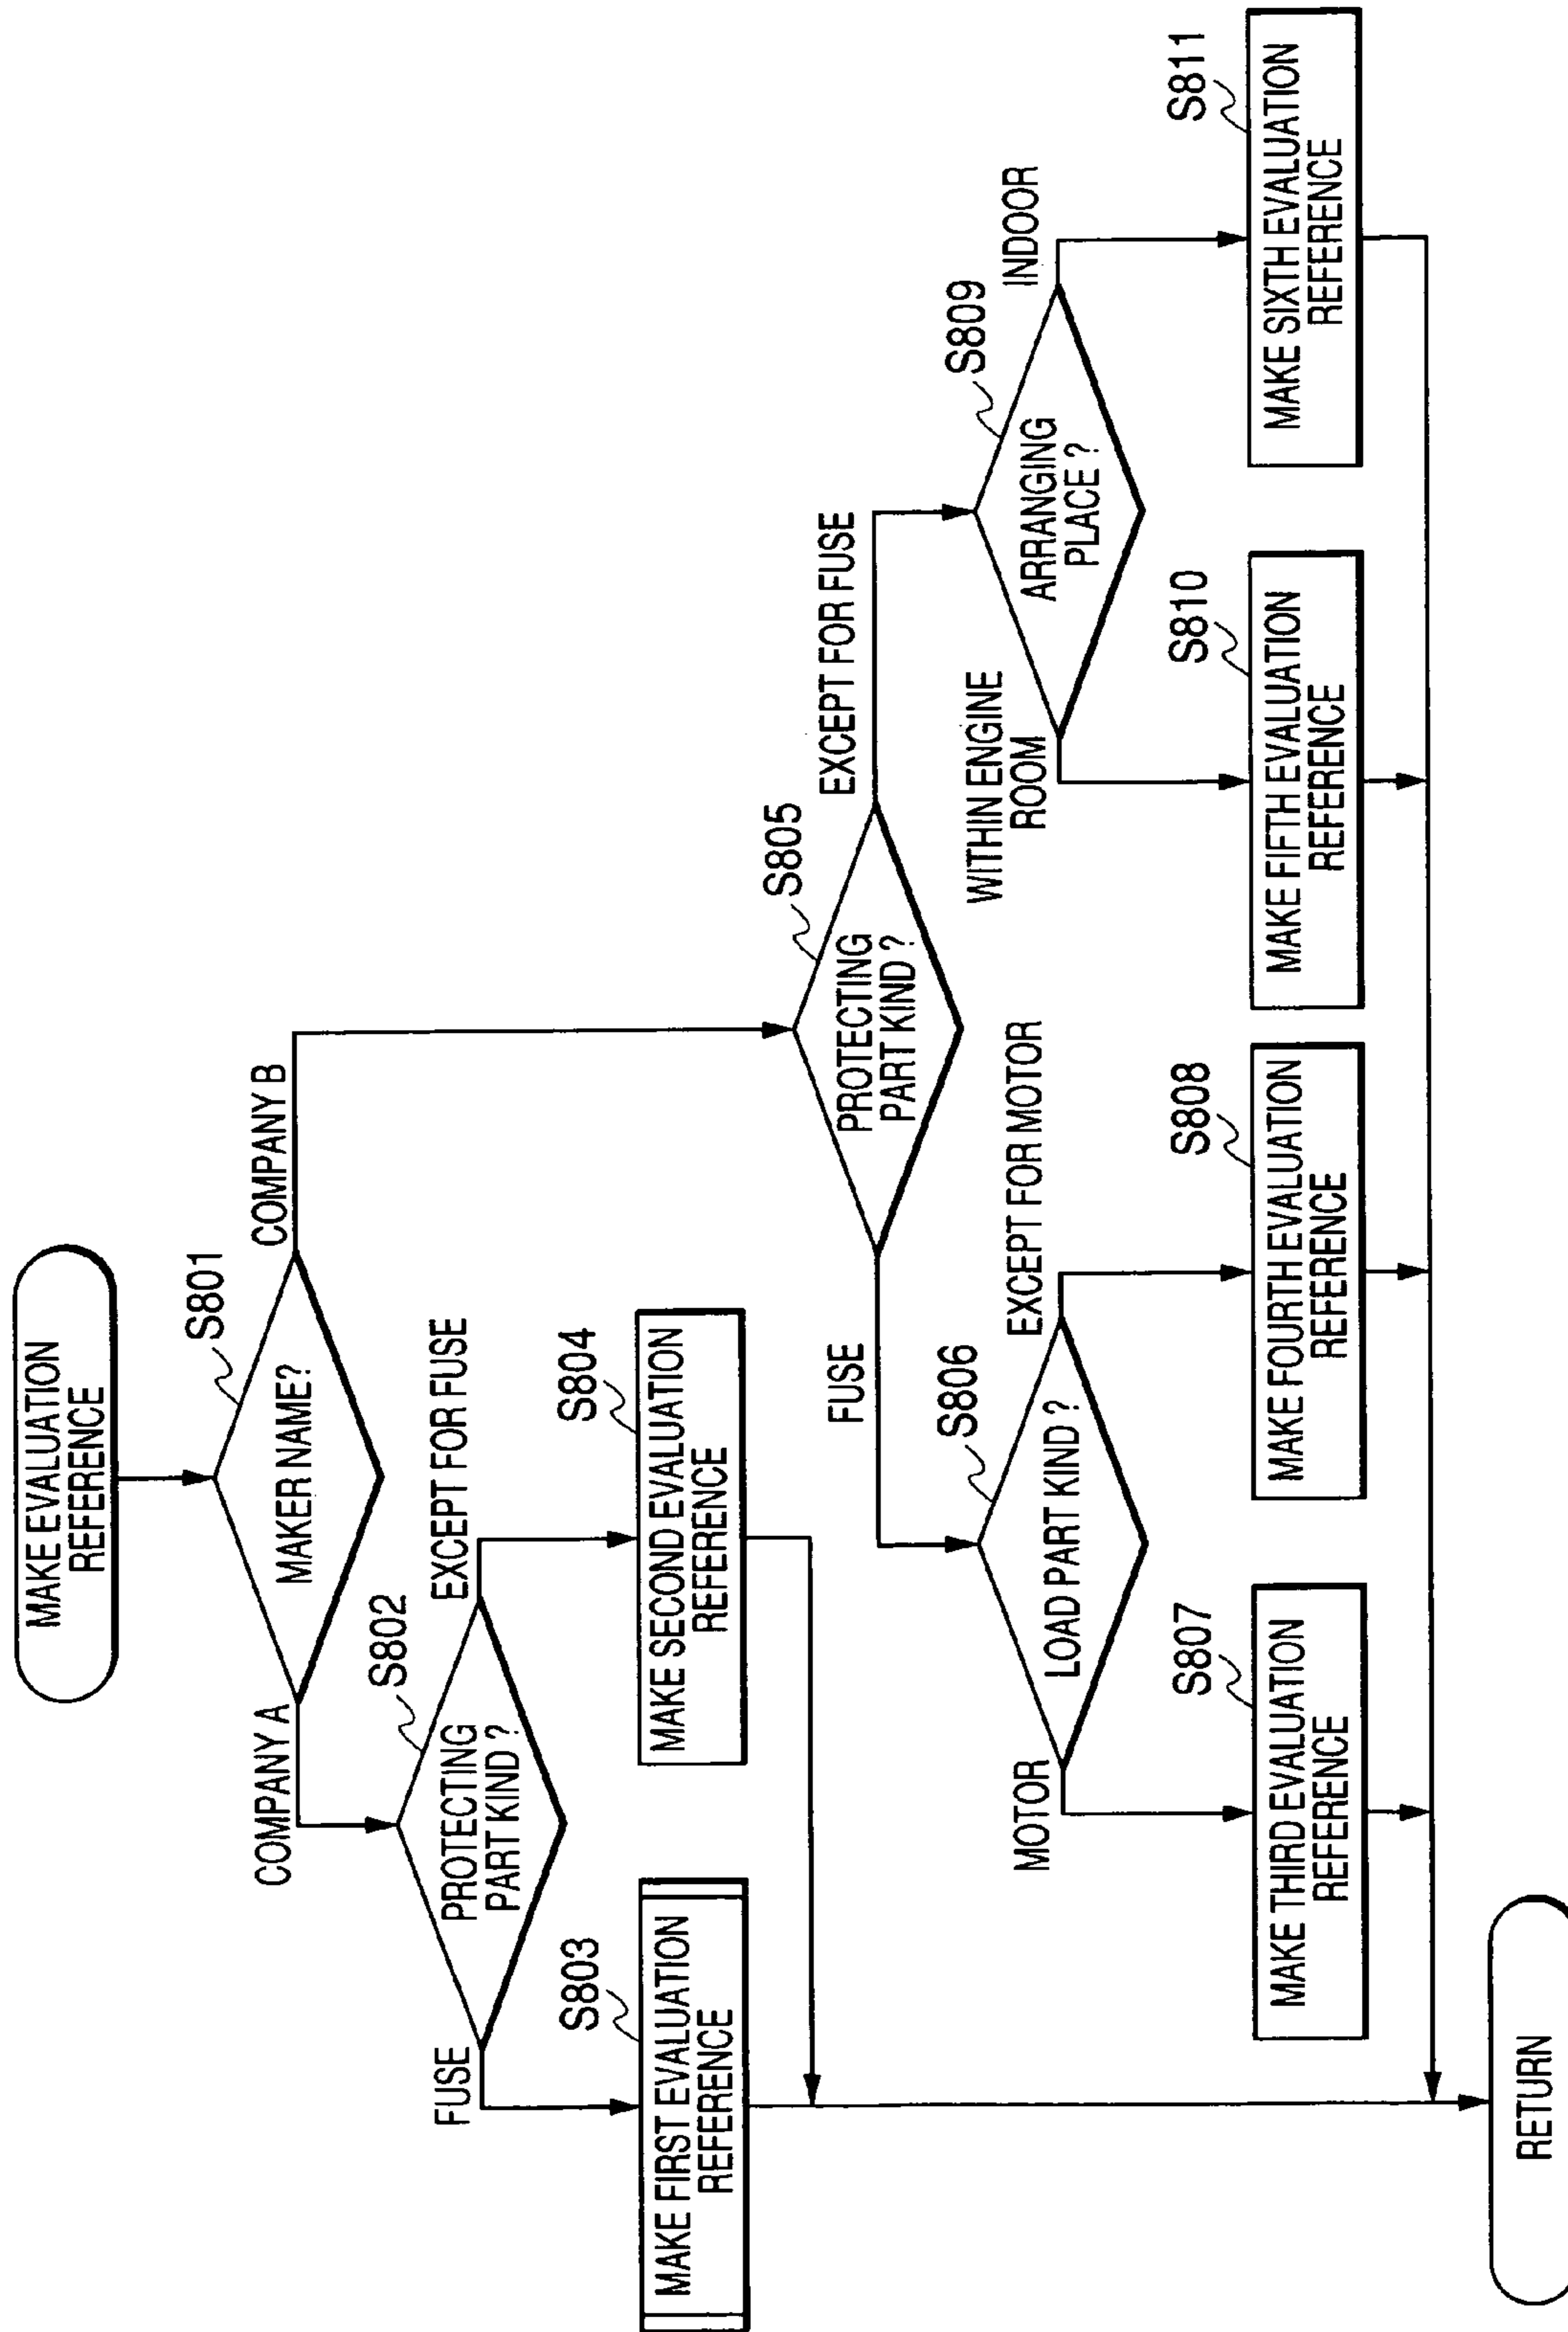 MAKE EVALUATION
REFERENCE
S801
MAKER NAME?
COMPANY A
COMPANY B
S802
PROTECTING
PART KIND ?
FUSE
EXCEPT FOR FUSE
S803
MAKE FIRST EVALUATION
REFERENCE
S804
MAKE SECOND EVALUATION
REFERENCE
S805
PROTECTING
PART KIND ?
FUSE
EXCEPT FOR FUSE
S806
LOAD PART KIND ?
MOTOR
EXCEPT FOR MOTOR
S809
ARRANGING
PLACE ?
WITHIN ENGINE
ROOM
INDOOR
S807
MAKE THIRD EVALUATION
REFERENCE
S808
MAKE FOURTH EVALUATION
REFERENCE
S810
MAKE FIFTH EVALUATION
REFERENCE
S811
MAKE SIXTH EVALUATION
REFERENCE
RETURN